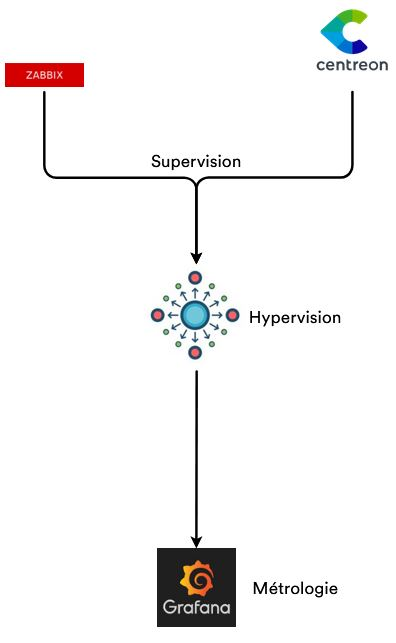 ZABBIX
centreon
Supervision
Hypervision
Grafana
Métrologie